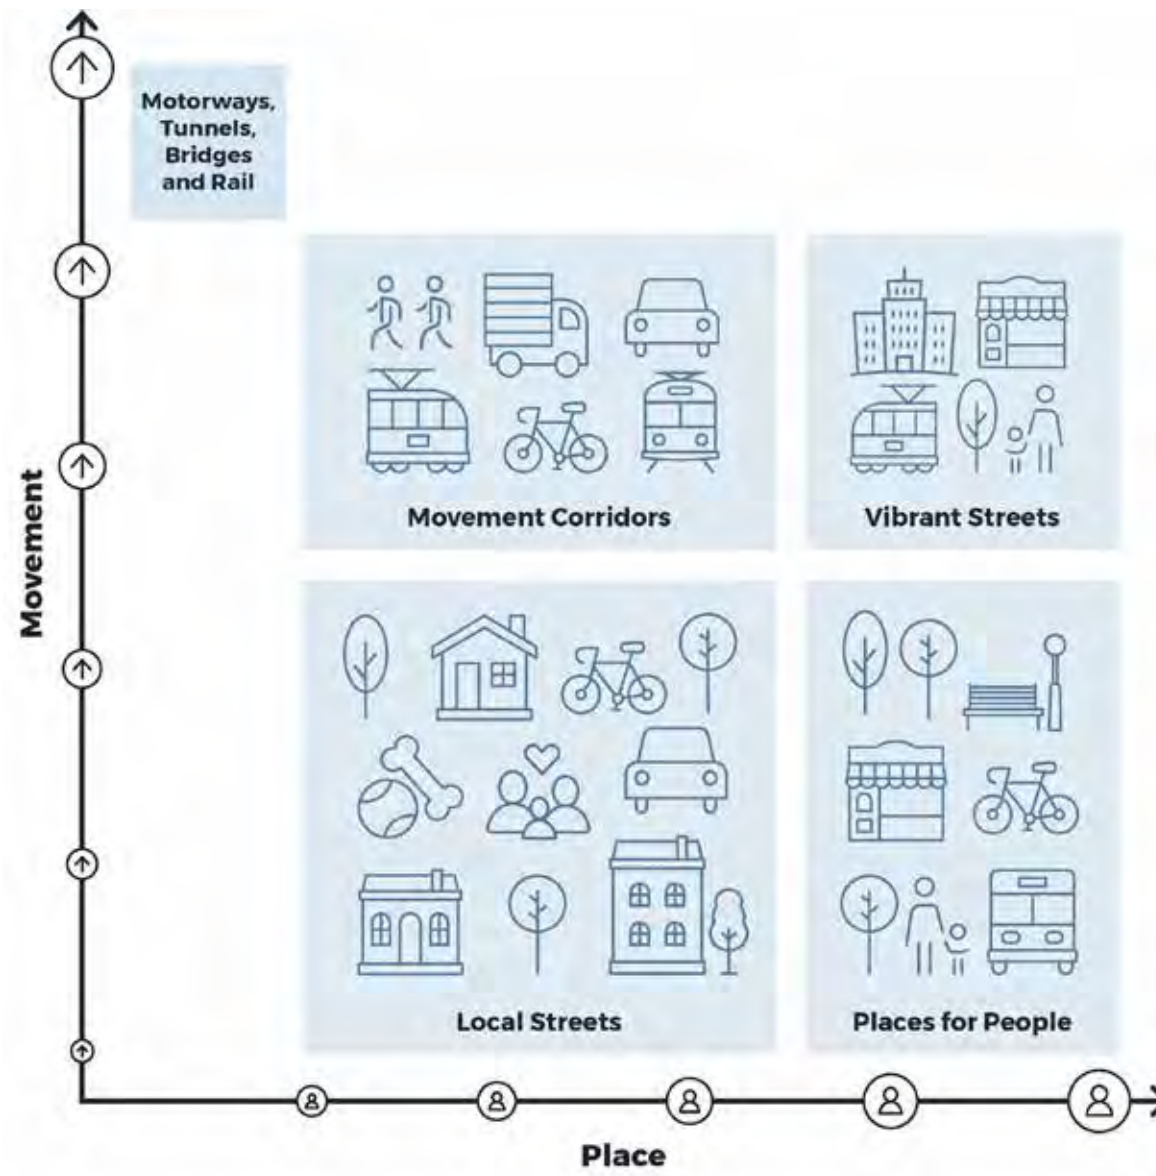 Motorways,
Tunnels,
Bridges
and Rail
Movement Corridors
Vibrant Streets
Movement
Local Streets
Places for People
Place